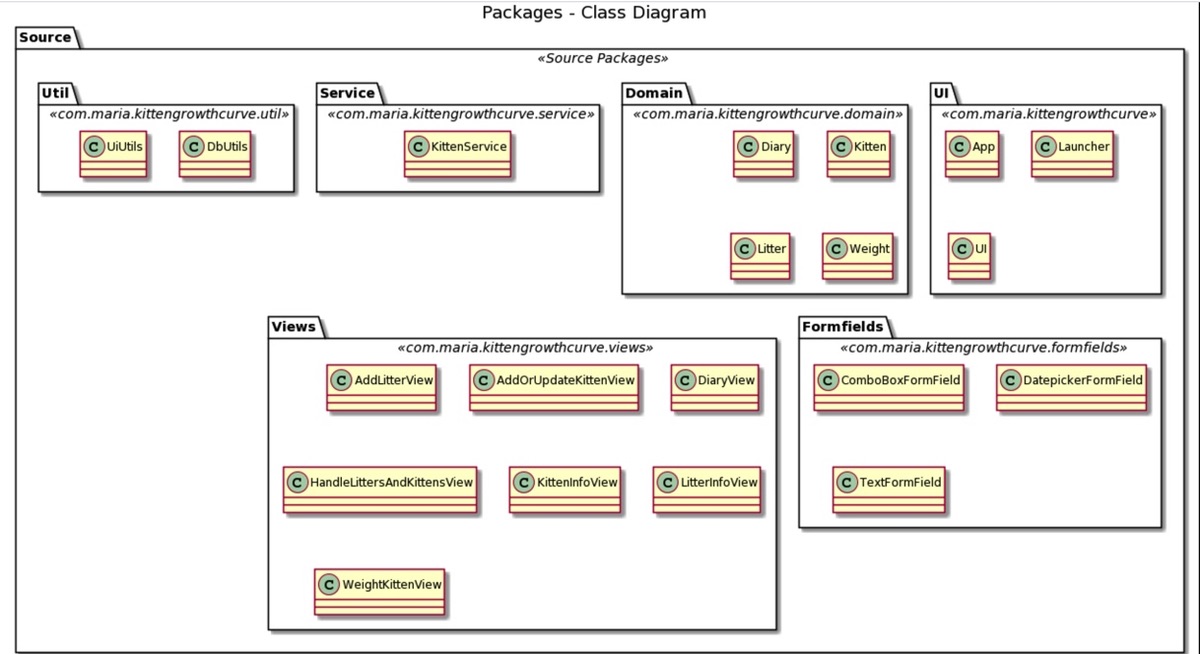 Packages - Class Diagram
Source
«Source Packages»
Util
«com.maria.kittengrowthcurve.util»
C UiUtils
C DbUtils
Service
«com.maria.kittengrowthcurve.service»
C KittenService
Domain
«com.maria.kittengrowthcurve.domain»
C Diary
C Kitten
C Litter
C Weight
UI
«com.maria.kittengrowthcurve»
C App
C Launcher
C UI
Views
«com.maria.kittengrowthcurve.views»
C AddLitterView
C AddOrUpdateKittenView
C DiaryView
C HandleLittersAndKittensView
C KittenInfoView
C LitterInfoView
C WeightKittenView
Formfields
«com.maria.kittengrowthcurve.formfields»
C ComboBoxFormField
C DatepickerFormField
C TextFormField